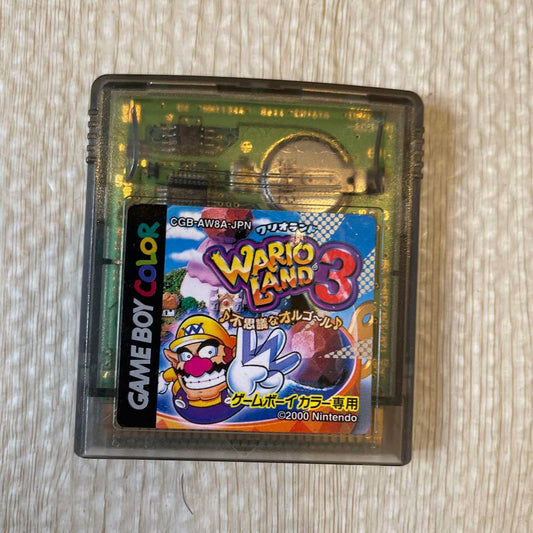 CGB-AW8A-JPN
ワリオランド
WARIO
LAND 3
♪不思議なオルゴ〜ル♪
GAME BOY COLOR
ゲームボーイカラー専用
©2000 Nintendo